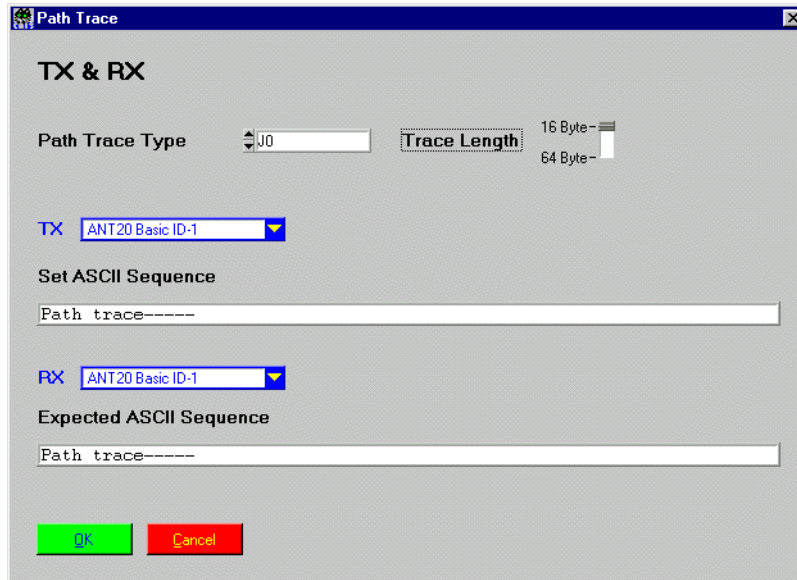 Path Trace
TX & RX
Path Trace Type
J0
Trace Length
16 Byte
64 Byte
TX
ANT20 Basic ID-1
Set ASCII Sequence
Path trace-----
RX
ANT20 Basic ID-1
Expected ASCII Sequence
Path trace-----
OK
Cancel